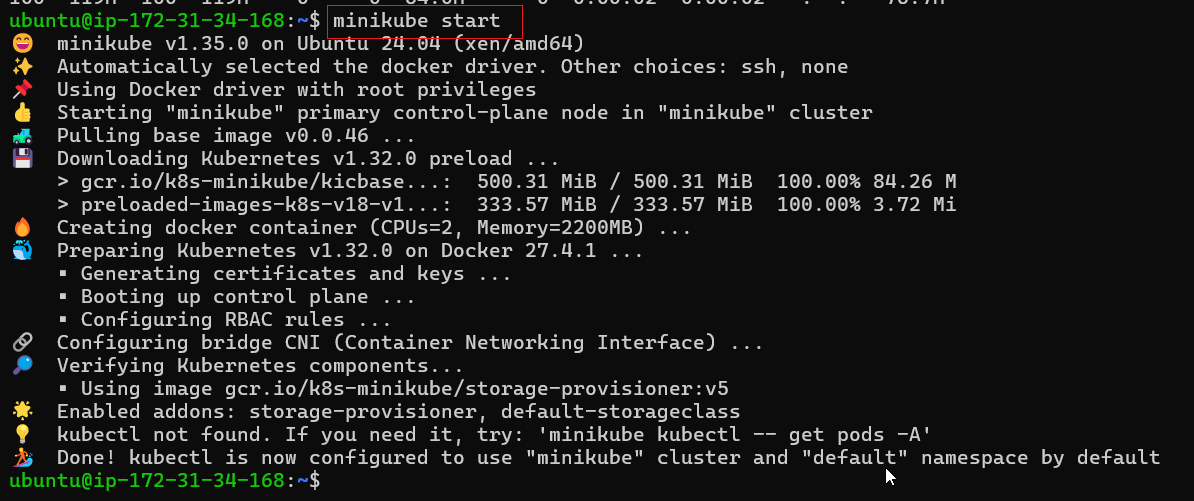 ubuntu@ip-172-31-34-168:~$ minikube start
😄 minikube v1.35.0 on Ubuntu 24.04 (xen/amd64)
✨ Automatically selected the docker driver. Other choices: ssh, none
📌 Using Docker driver with root privileges
👍 Starting "minikube" primary control-plane node in "minikube" cluster
🚜 Pulling base image v0.0.46 ...
💾 Downloading Kubernetes v1.32.0 preload ...
> gcr.io/k8s-minikube/kicbase...: 500.31 MiB / 500.31 MiB 100.00% 84.26 M
> preloaded-images-k8s-v18-v1...: 333.57 MiB / 333.57 MiB 100.00% 3.72 Mi
🔥 Creating docker container (CPUs=2, Memory=2200MB) ...
🐳 Preparing Kubernetes v1.32.0 on Docker 27.4.1 ...
▪ Generating certificates and keys ...
▪ Booting up control plane ...
▪ Configuring RBAC rules ...
🔗 Configuring bridge CNI (Container Networking Interface) ...
🔎 Verifying Kubernetes components...
▪ Using image gcr.io/k8s-minikube/storage-provisioner:v5
🌟 Enabled addons: storage-provisioner, default-storageclass
💡 kubectl not found. If you need it, try: 'minikube kubectl -- get pods -A'
🏄 Done! kubectl is now configured to use "minikube" cluster and "default" namespace by default
ubuntu@ip-172-31-34-168:~$